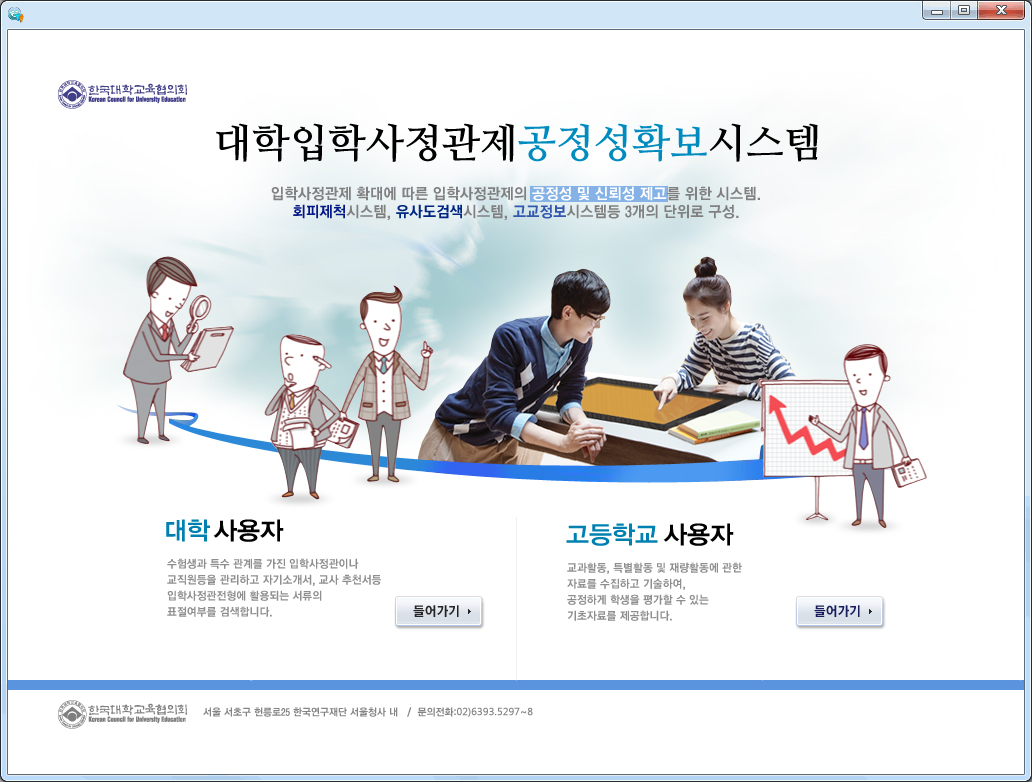 한국대학교육협의회
Korean Council for University Education
대학입학사정관제공정성확보시스템
입학사정관제 확대에 따른 입학사정관제의 공정성 및 신뢰성 제고를 위한 시스템.
회피제척시스템, 유사도검색시스템, 고교정보시스템등 3개의 단위로 구성.
대학 사용자
수험생과 특수 관계를 가진 입학사정관이나
교직원등을 관리하고 자기소개서, 교사 추천서등
입학사정관전형에 활용되는 서류의
표절여부를 검색합니다.
들어가기
고등학교 사용자
교과활동, 특별활동 및 재량활동에 관한
자료를 수집하고 기술하여,
공정하게 학생을 평가할 수 있는
기초자료를 제공합니다.
들어가기
한국대학교육협의회
Korean Council for University Education
서울 서초구 헌릉로25 한국연구재단 서울청사 내 / 문의전화:02)6393.5297~8